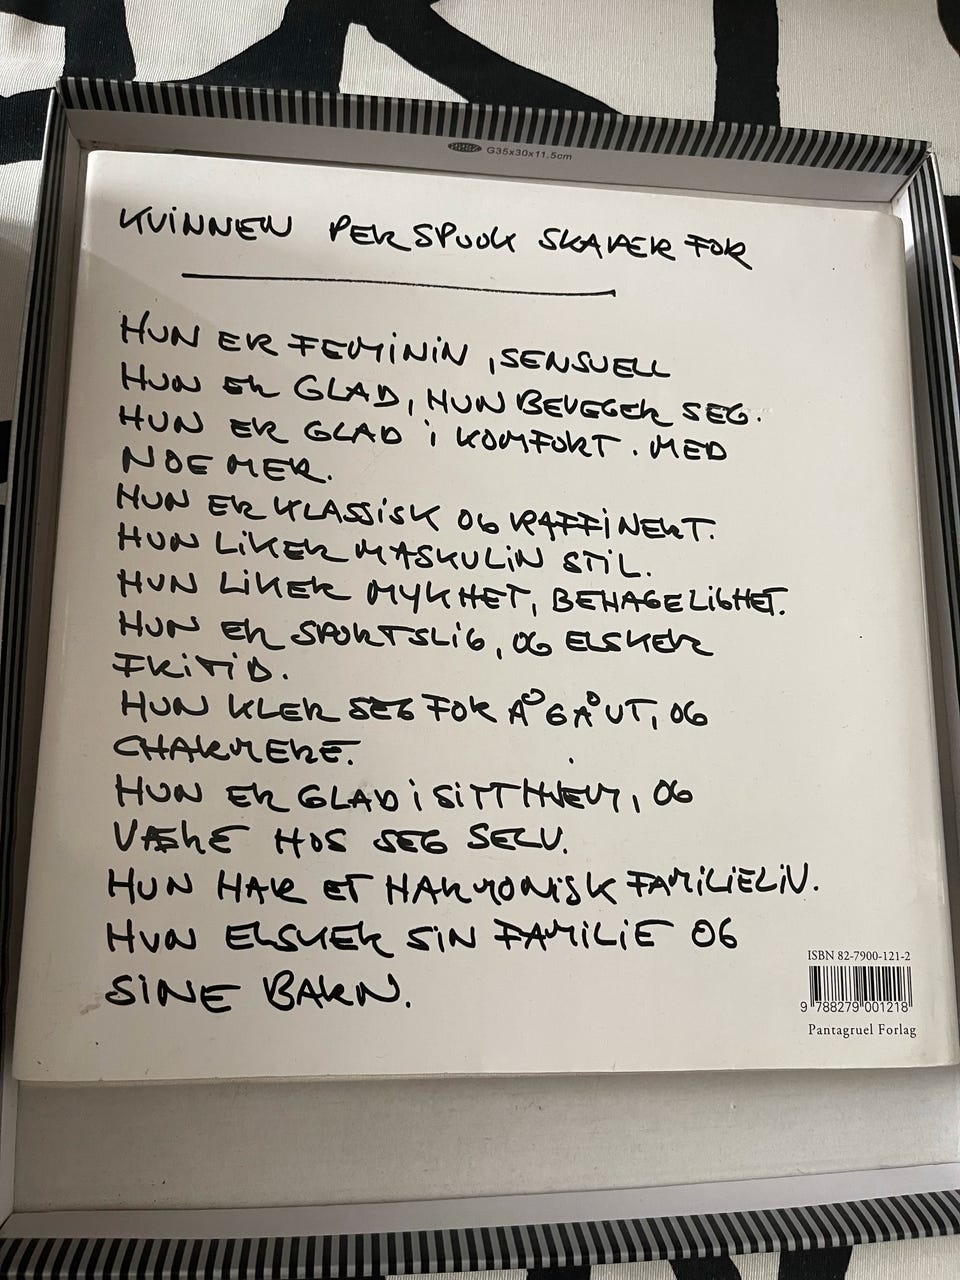 G35x30x11.5cm
KVINNEN PER SPOOK SKAPER FOR
HUN ER FEMININ, SENSUELL
HUN ER GLAD, HUN BEVEGER SEG.
HUN ER GLAD i KOMFORT. MED
NOE MER.
HUN ER KLASSiSK OG RAFFiNERT.
HUN LiKER MASKULiN STiL.
HUN LiKER MYKHET, BEHAGELiGHET.
HUN ER SPORTSLiG, OG ELSKER
FRiTiD.
HUN KLER SEG FOR Å GÅ UT, OG
CHARMERE.
HUN ER GLAD i SiTT HJEM, OG
VÆRE HOS SEG SELV.
HUN HAR ET HARMONiSK FAMiLiELiV.
HUN ELSKER SiN FAMiLiE OG
SiNE BARN.
ISBN 82-7900-121-2
9 788279 001218
Pantagruel Forlag